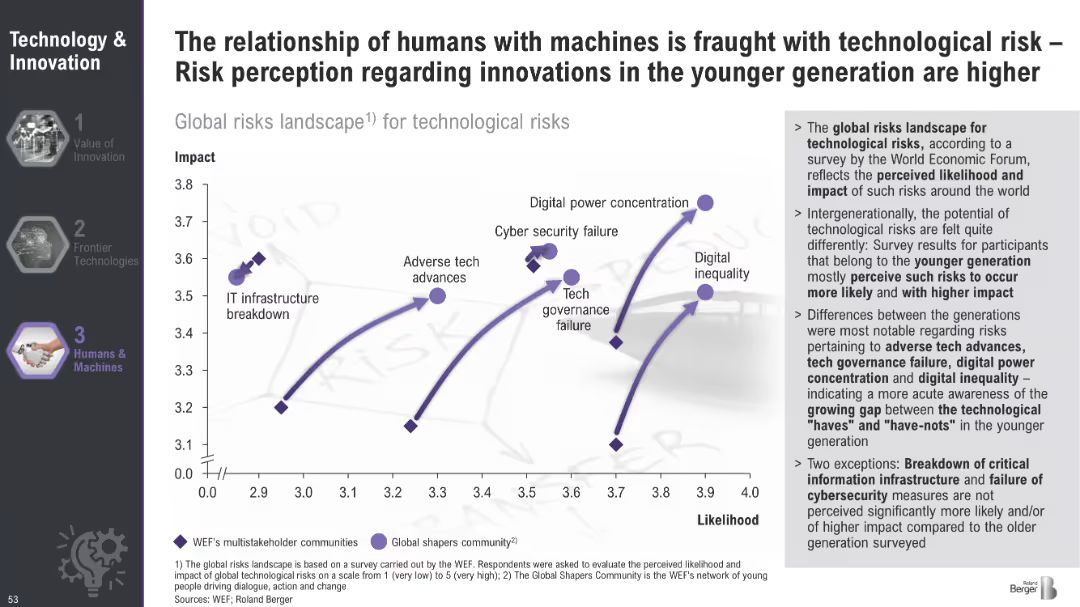 Technology &
Innovation
1
Value of
Innovation
2
Frontier
Technologies
3
Humans &
Machines
53
The relationship of humans with machines is fraught with technological risk –
Risk perception regarding innovations in the younger generation are higher
Global risks landscape1) for technological risks
Impact
3.8
3.7
3.6
3.5
3.4
3.3
3.2
3.1
0.0
0.0 2.9 3.0 3.1 3.2 3.3 3.4 3.5 3.6 3.7 3.8 3.9 4.0
Likelihood
Digital power concentration
Cyber security failure
Adverse tech
advances
Digital
inequality
IT infrastructure
breakdown
Tech
governance
failure
VOID
RISK
REDUCE
TRANSFER
WEF's multistakeholder communities
Global shapers community2)
1) The global risks landscape is based on a survey carried out by the WEF. Respondents were asked to evaluate the perceived likelihood and
impact of global technological risks on a scale from 1 (very low) to 5 (very high); 2) The Global Shapers Community is the WEF's network of young
people driving dialogue, action and change
Sources: WEF; Roland Berger
> The global risks landscape for
technological risks, according to a
survey by the World Economic Forum,
reflects the perceived likelihood and
impact of such risks around the world
> Intergenerationally, the potential of
technological risks are felt quite
differently: Survey results for participants
that belong to the younger generation
mostly perceive such risks to occur
more likely and with higher impact
> Differences between the generations
were most notable regarding risks
pertaining to adverse tech advances,
tech governance failure, digital power
concentration and digital inequality –
indicating a more acute awareness of the
growing gap between the technological
"haves" and "have-nots" in the younger
generation
> Two exceptions: Breakdown of critical
information infrastructure and failure of
cybersecurity measures are not
perceived significantly more likely and/or
of higher impact compared to the older
generation surveyed
Roland
Berger